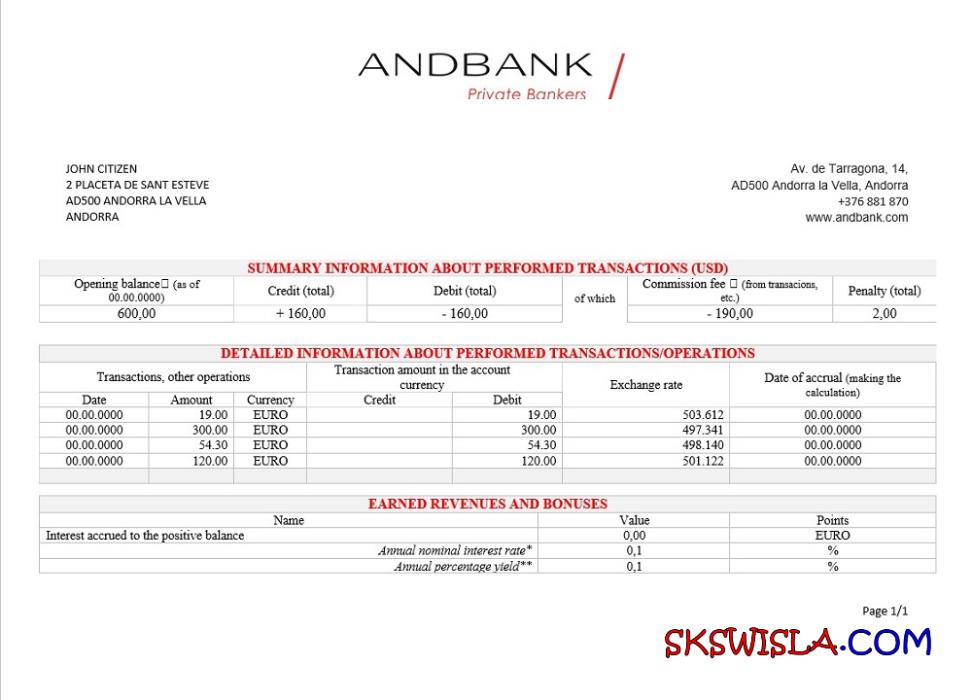 ANDBANK
Private Bankers
JOHN CITIZEN
2 PLACETA DE SANT ESTEVE
AD500 ANDORRA LA VELLA
ANDORRA
Av. de Tarragona, 14,
AD500 Andorra la Vella, Andorra
+376 881 870
www.andbank.com
SUMMARY INFORMATION ABOUT PERFORMED TRANSACTIONS (USD)
Opening balance (as of 00.00.0000) Credit (total) Debit (total) of which Commission fee (from transacions, etc.) Penalty (total)
600,00 + 160,00 - 160,00 - 190,00 2,00
DETAILED INFORMATION ABOUT PERFORMED TRANSACTIONS/OPERATIONS
Transactions, other operations Transaction amount in the account currency Exchange rate Date of accrual (making the calculation)
Date Amount Currency Credit Debit
00.00.0000 19.00 EURO 19.00 503.612 00.00.0000
00.00.0000 300.00 EURO 300.00 497.341 00.00.0000
00.00.0000 54.30 EURO 54.30 498.140 00.00.0000
00.00.0000 120.00 EURO 120.00 501.122 00.00.0000
EARNED REVENUES AND BONUSES
Name Value Points
Interest accrued to the positive balance 0,00 EURO
Annual nominal interest rate* 0,1 %
Annual percentage yield** 0,1 %
Page 1/1
SKSWISLA.COM